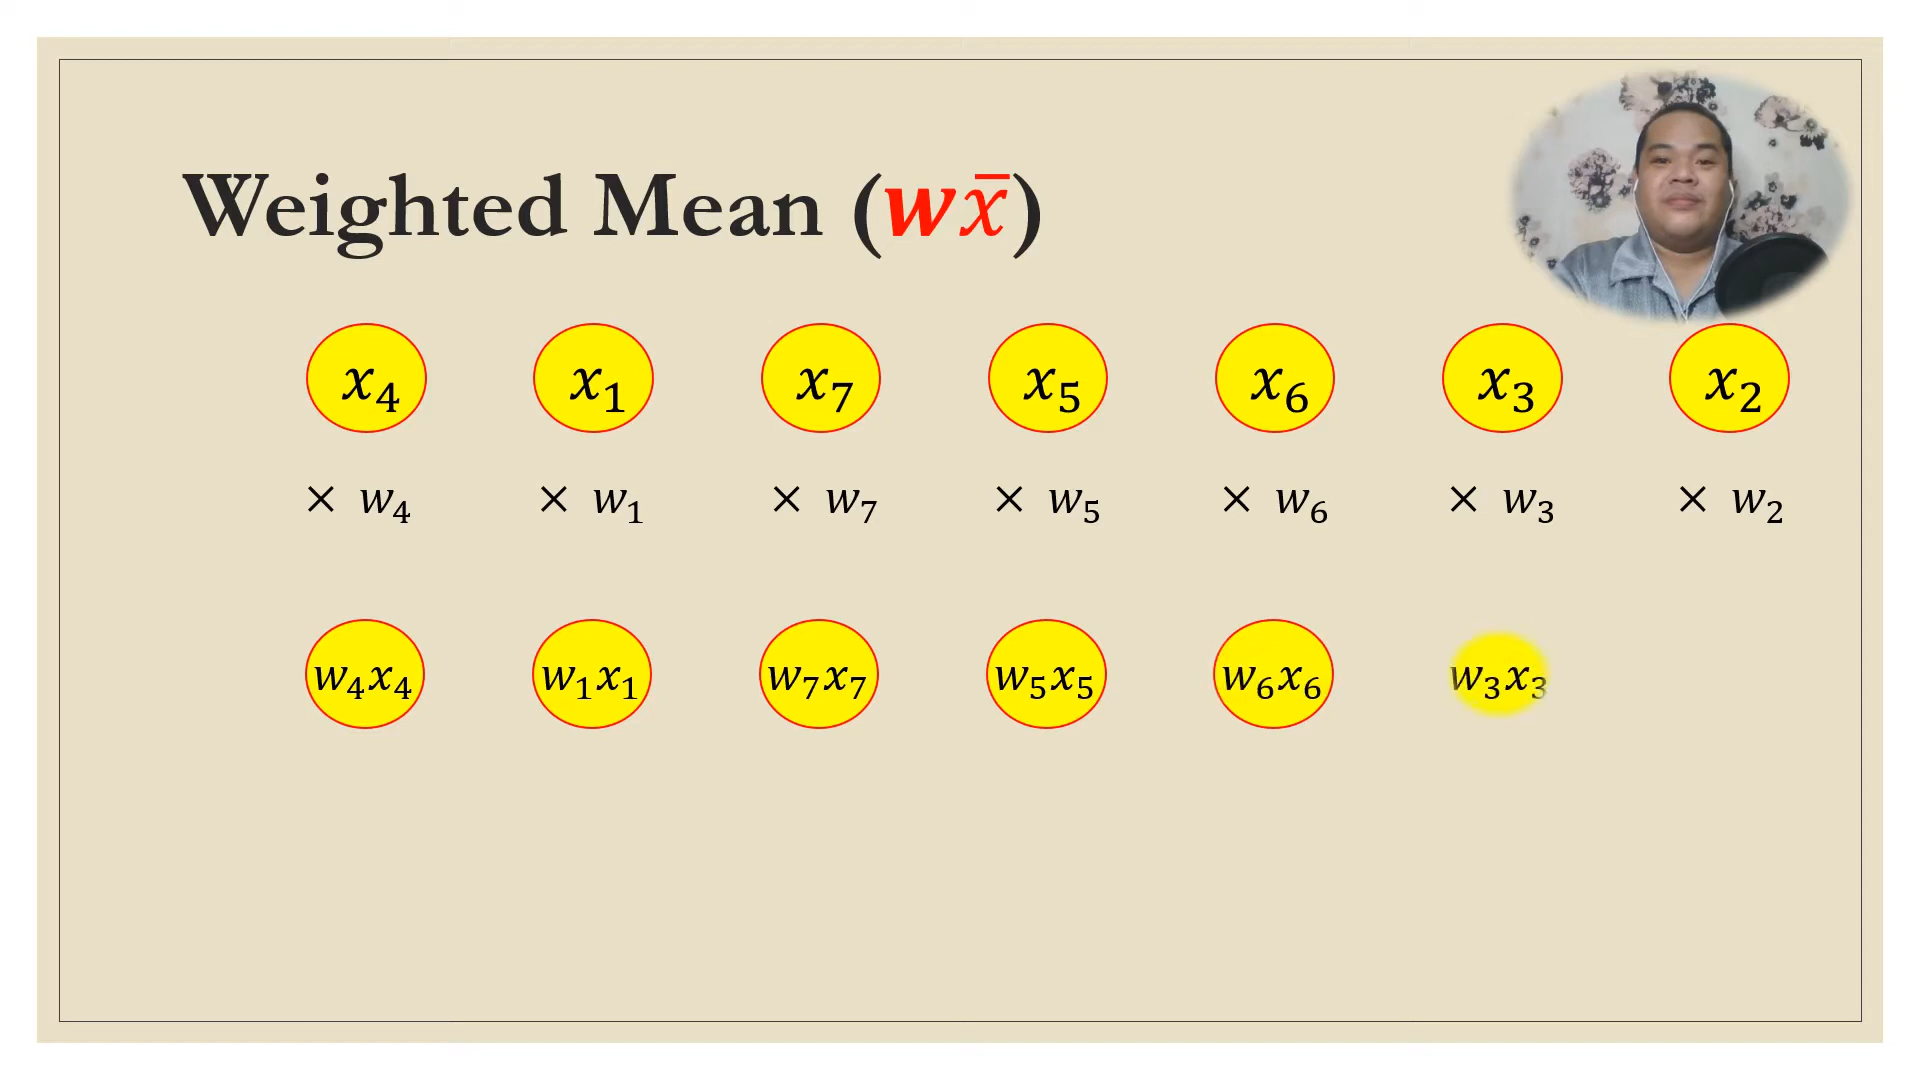 Weighted Mean (wx̄)
x₄ x₁ x₇ x₅ x₆ x₃ x₂
× w₄ × w₁ × w₇ × w₅ × w₆ × w₃ × w₂
w₄x₄ w₁x₁ w₇x₇ w₅x₅ w₆x₆ w₃x₃